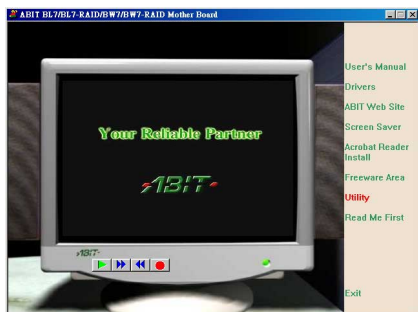 ABIT BL7/BL7-RAID/BW7/BW7-RAID Mother Board
Your Reliable Partner
ABIT
ABIT
User's Manual
Drivers
ABIT Web Site
Screen Saver
Acrobat Reader
Install
Freeware Area
Utility
Read Me First
Exit